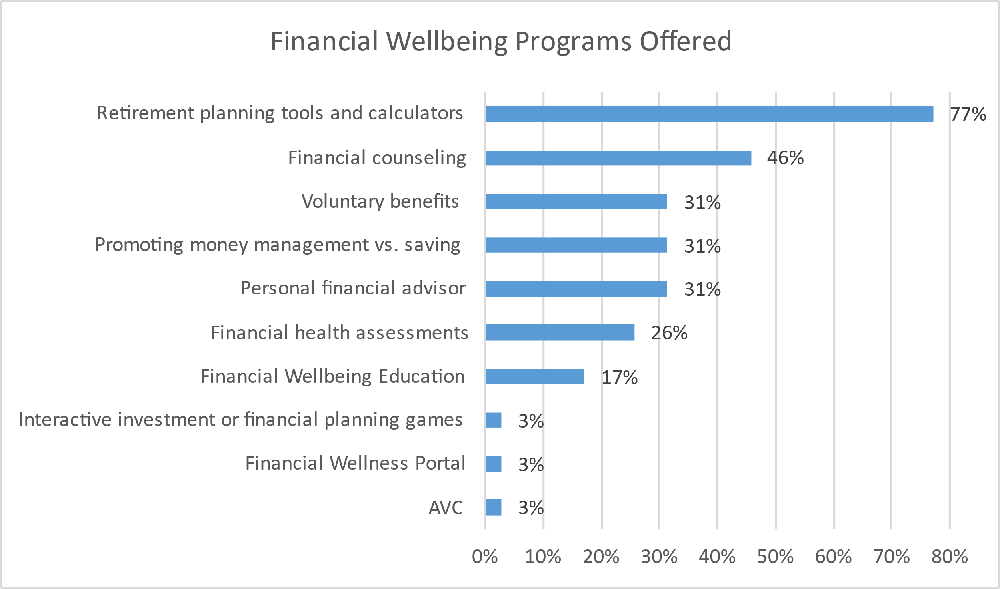 Financial Wellbeing Programs Offered
Retirement planning tools and calculators 77%
Financial counseling 46%
Voluntary benefits 31%
Promoting money management vs. saving 31%
Personal financial advisor 31%
Financial health assessments 26%
Financial Wellbeing Education 17%
Interactive investment or financial planning games 3%
Financial Wellness Portal 3%
AVC 3%
0% 10% 20% 30% 40% 50% 60% 70% 80%